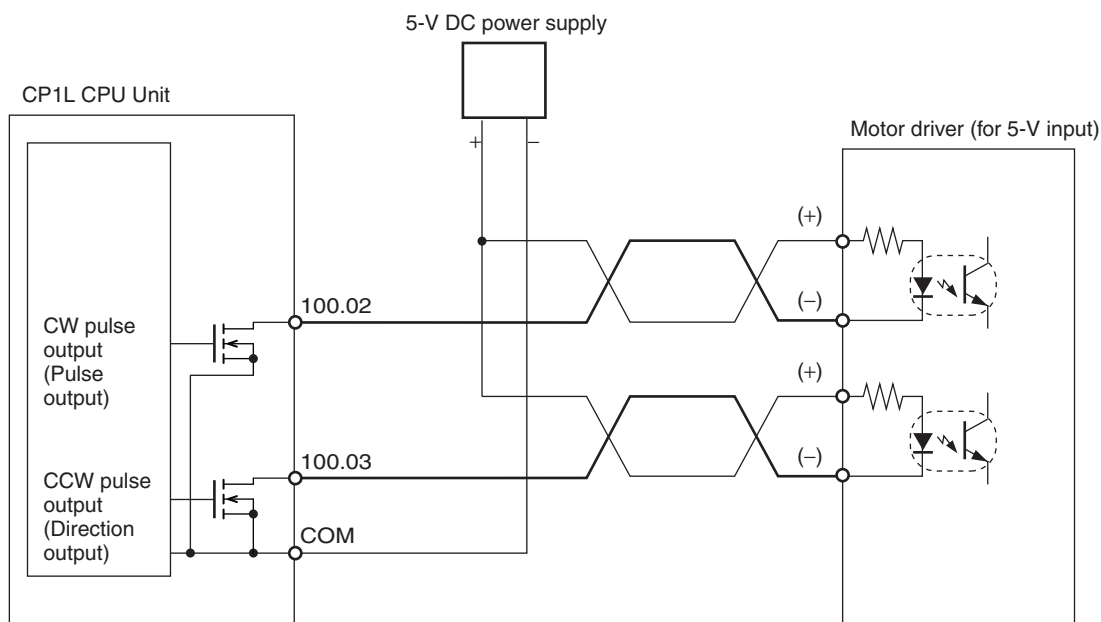 5-V DC power supply
CP1L CPU Unit
Motor driver (for 5-V input)
+
−
(+)
(−)
100.02
CW pulse
output
(Pulse
output)
(+)
(−)
100.03
CCW pulse
output
(Direction
output)
COM